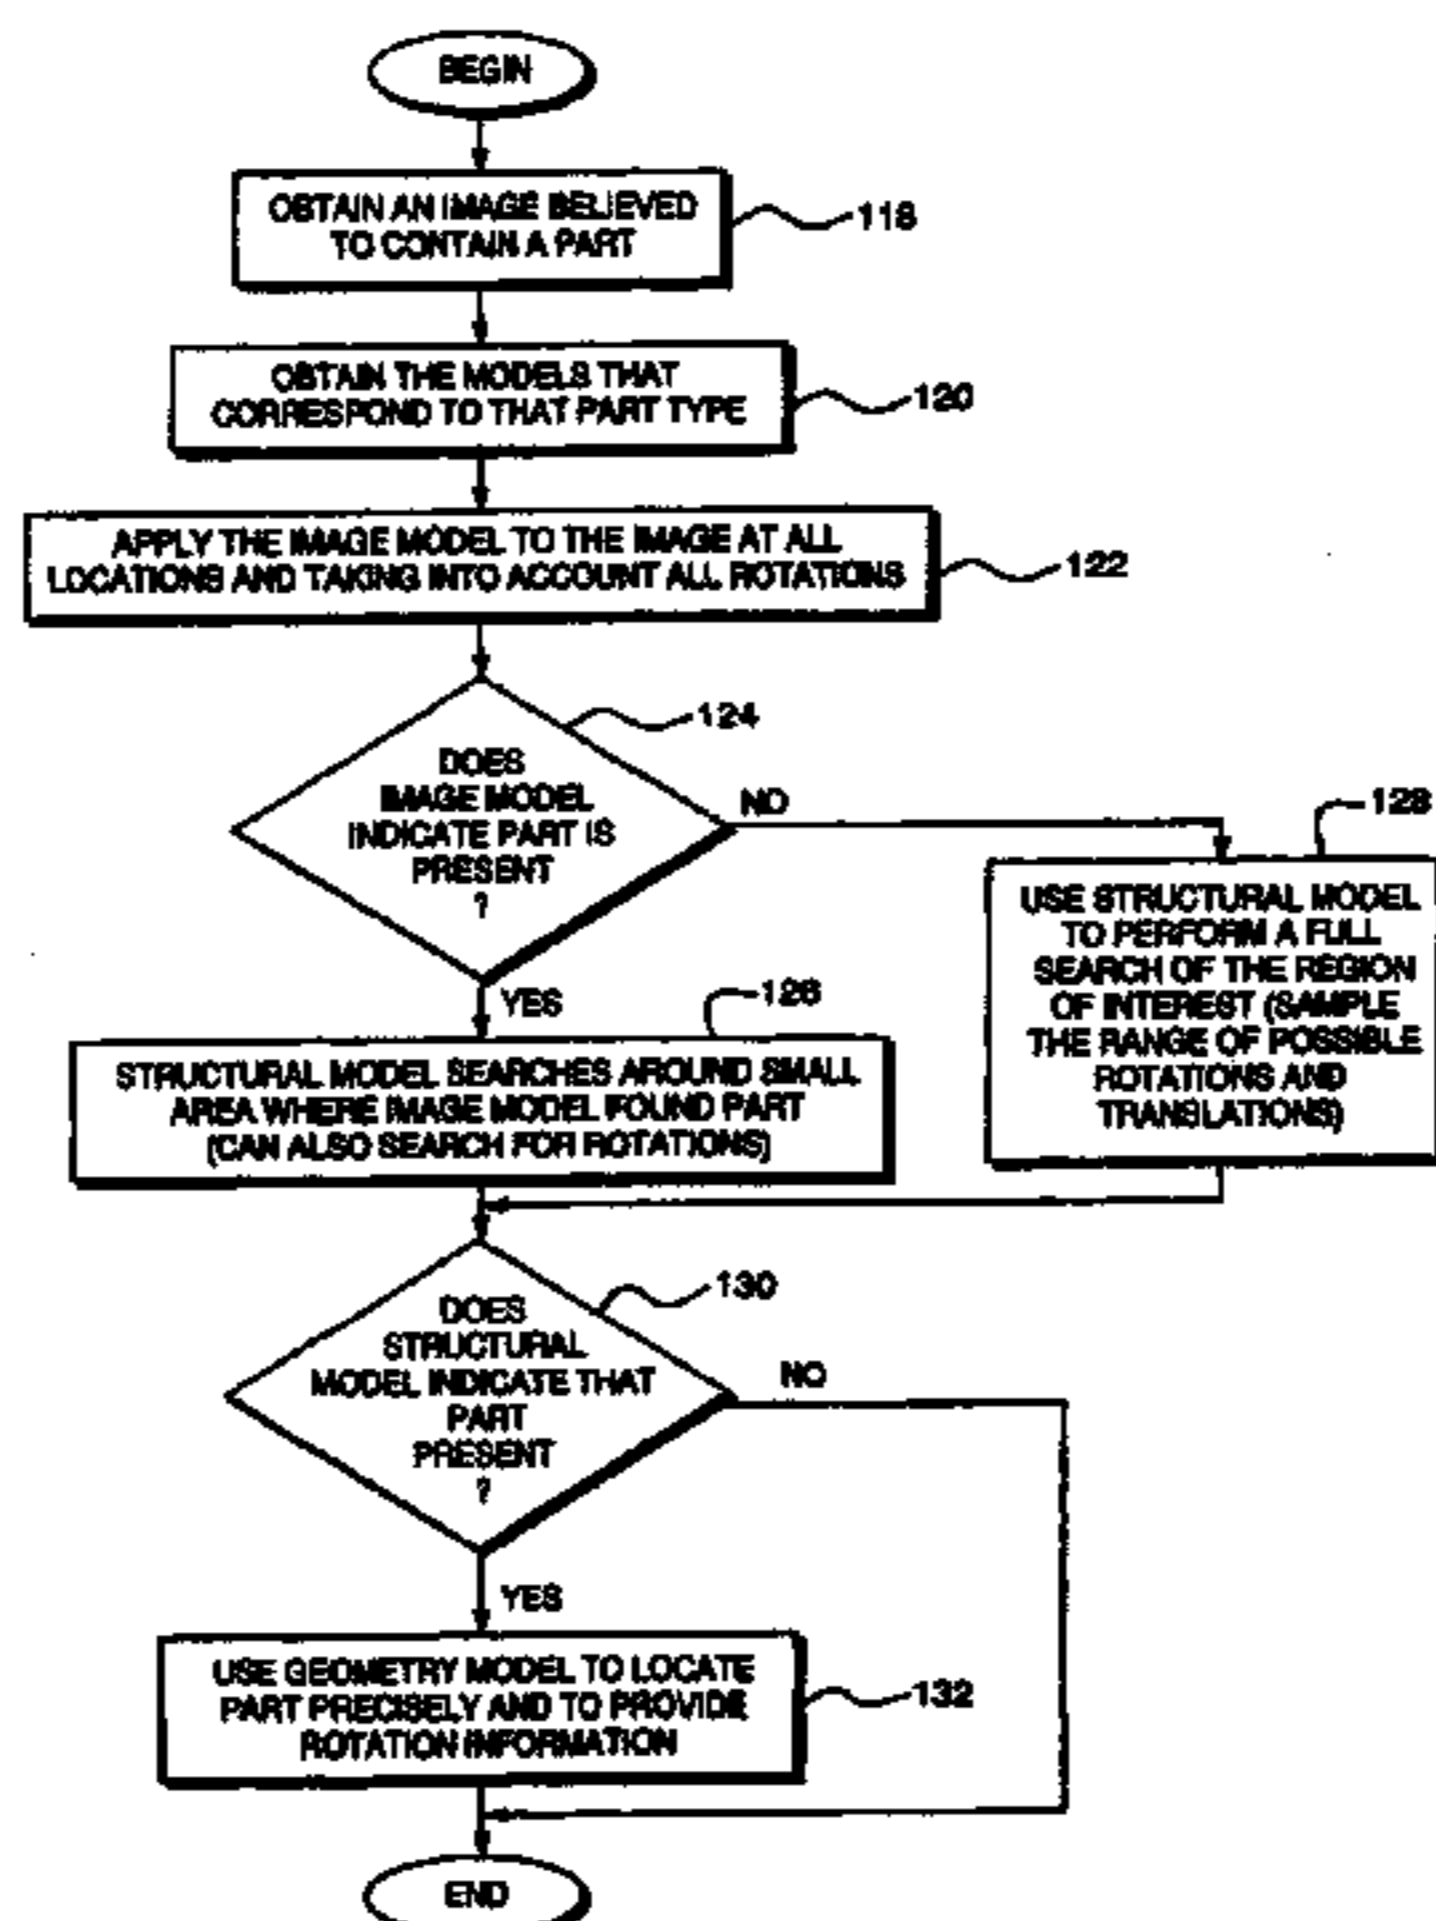 BEGIN
OBTAIN AN IMAGE BELIEVED
TO CONTAIN A PART
118
OBTAIN THE MODELS THAT
CORRESPOND TO THAT PART TYPE
120
APPLY THE IMAGE MODEL TO THE IMAGE AT ALL
LOCATIONS AND TAKING INTO ACCOUNT ALL ROTATIONS
122
124
DOES
IMAGE MODEL
INDICATE PART IS
PRESENT
?
NO
YES
128
USE STRUCTURAL MODEL
TO PERFORM A FULL
SEARCH OF THE REGION
OF INTEREST (SAMPLE
THE RANGE OF POSSIBLE
ROTATIONS AND
TRANSLATIONS)
126
STRUCTURAL MODEL SEARCHES AROUND SMALL
AREA WHERE IMAGE MODEL FOUND PART
(CAN ALSO SEARCH FOR ROTATIONS)
130
DOES
STRUCTURAL
MODEL INDICATE THAT
PART
PRESENT
?
NO
YES
USE GEOMETRY MODEL TO LOCATE
PART PRECISELY AND TO PROVIDE
ROTATION INFORMATION
132
END